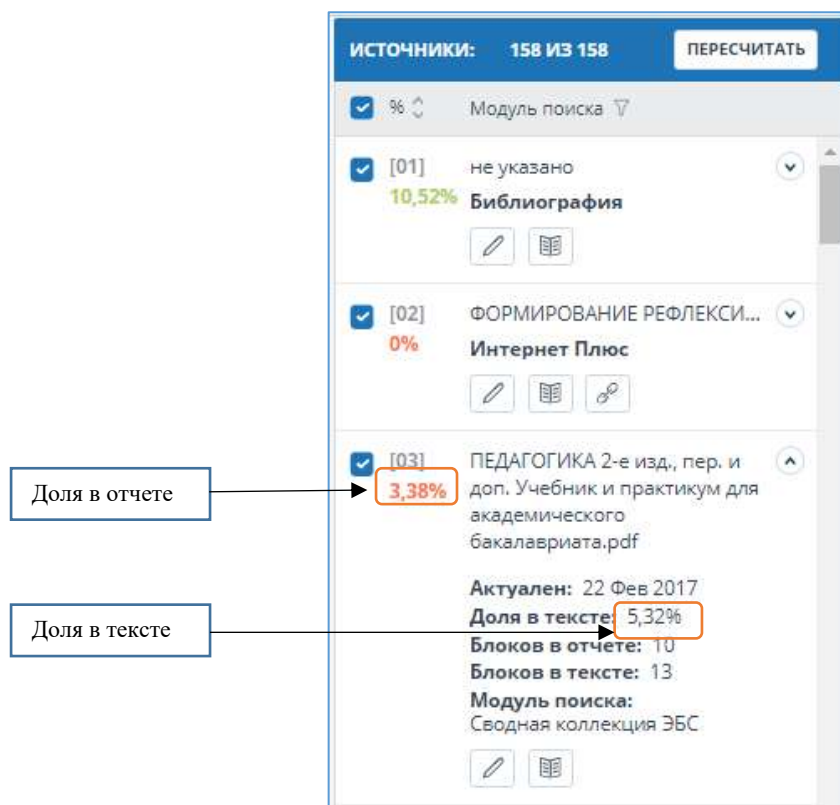 ИСТОЧНИКИ: 158 ИЗ 158 ПЕРЕСЧИТАТЬ
% Модуль поиска
[01] не указано
10,52% Библиография
[02] ФОРМИРОВАНИЕ РЕФЛЕКСИ...
0% Интернет Плюс
[03] ПЕДАГОГИКА 2-е изд., пер. и
Доля в отчете 3,38% доп. Учебник и практикум для
академического
бакалавриата.pdf
Актуален: 22 Фев 2017
Доля в тексте Доля в тексте: 5,32%
Блоков в отчете: 10
Блоков в тексте: 13
Модуль поиска:
Сводная коллекция ЭБС